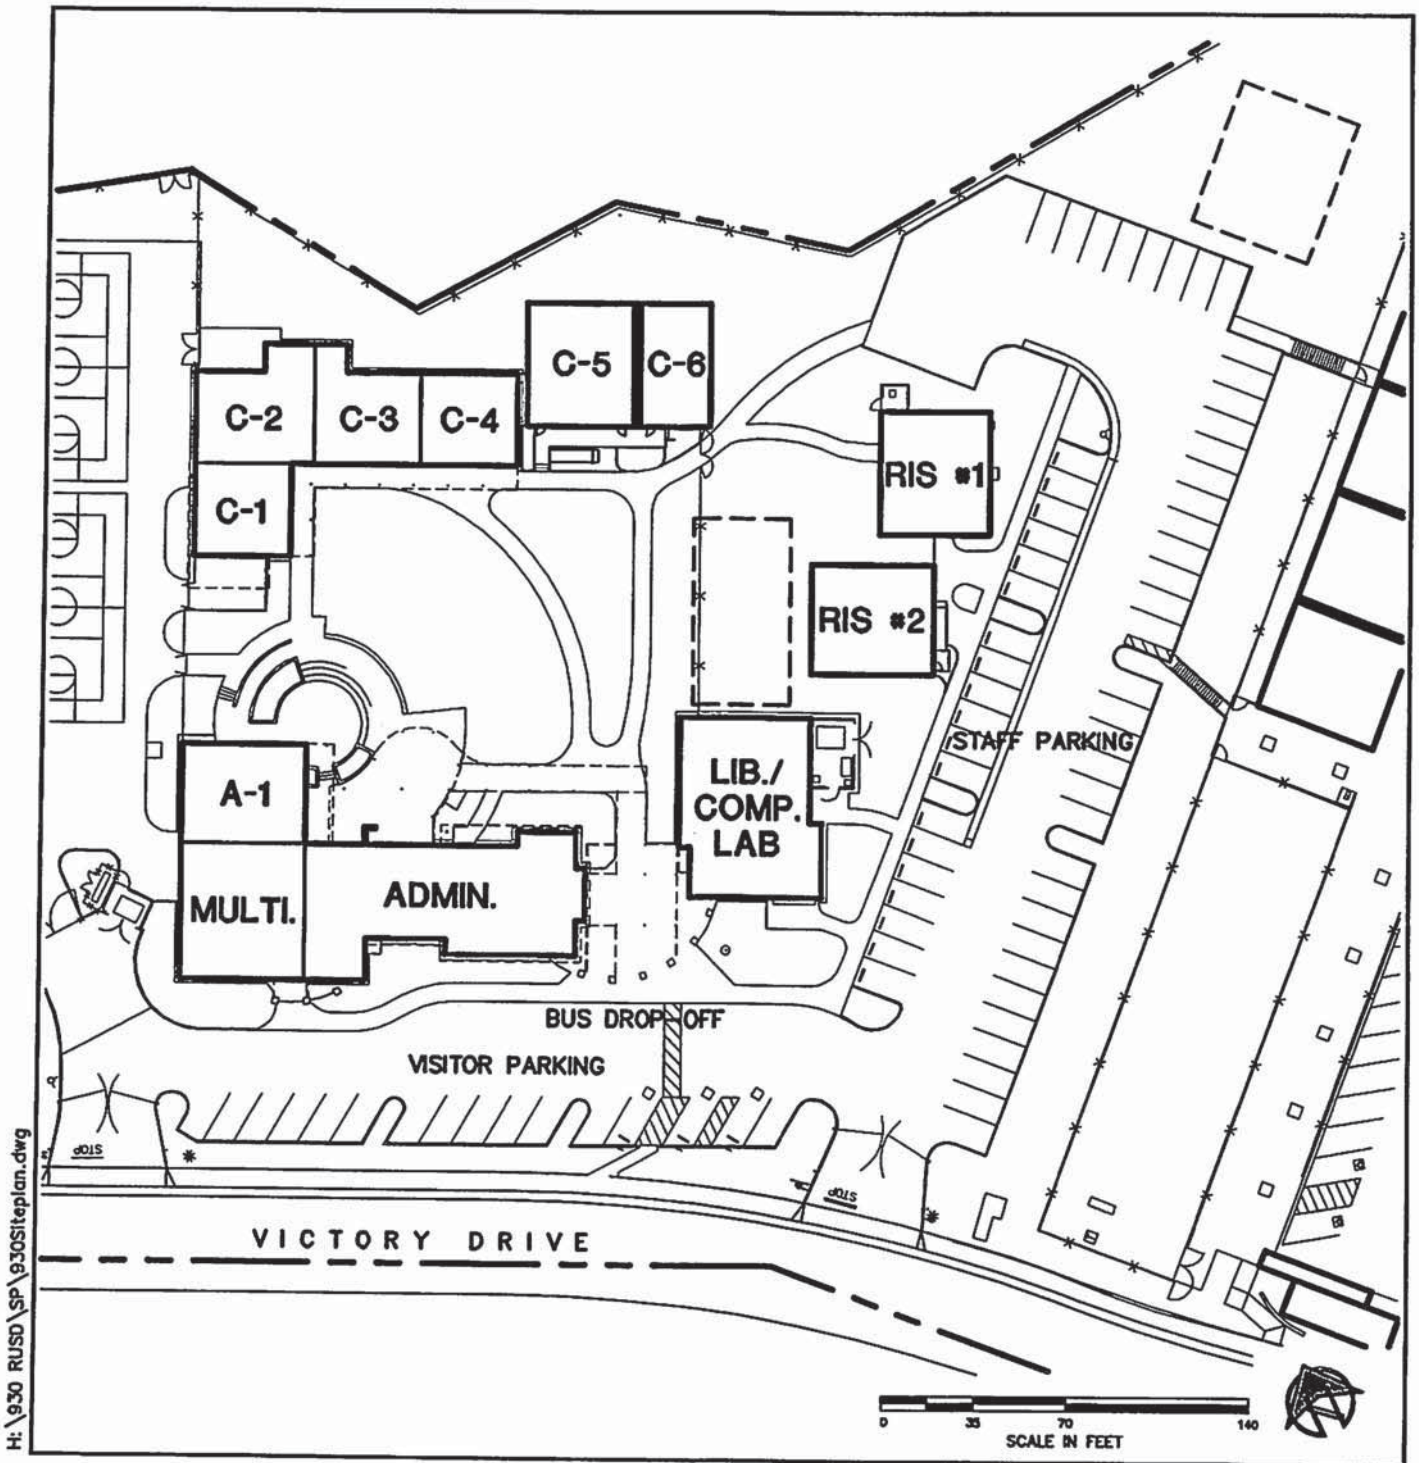 C-5
C-6
C-2
C-3
C-4
C-1
RIS #1
RIS #2
A-1
LIB./
COMP.
LAB
STAFF PARKING
MULTI.
ADMIN.
BUS DROP-OFF
VISITOR PARKING
STOP
STOP
VICTORY DRIVE
0 35 70 140
SCALE IN FEET
H:\930 RUSD\SP\930Siteplan.dwg